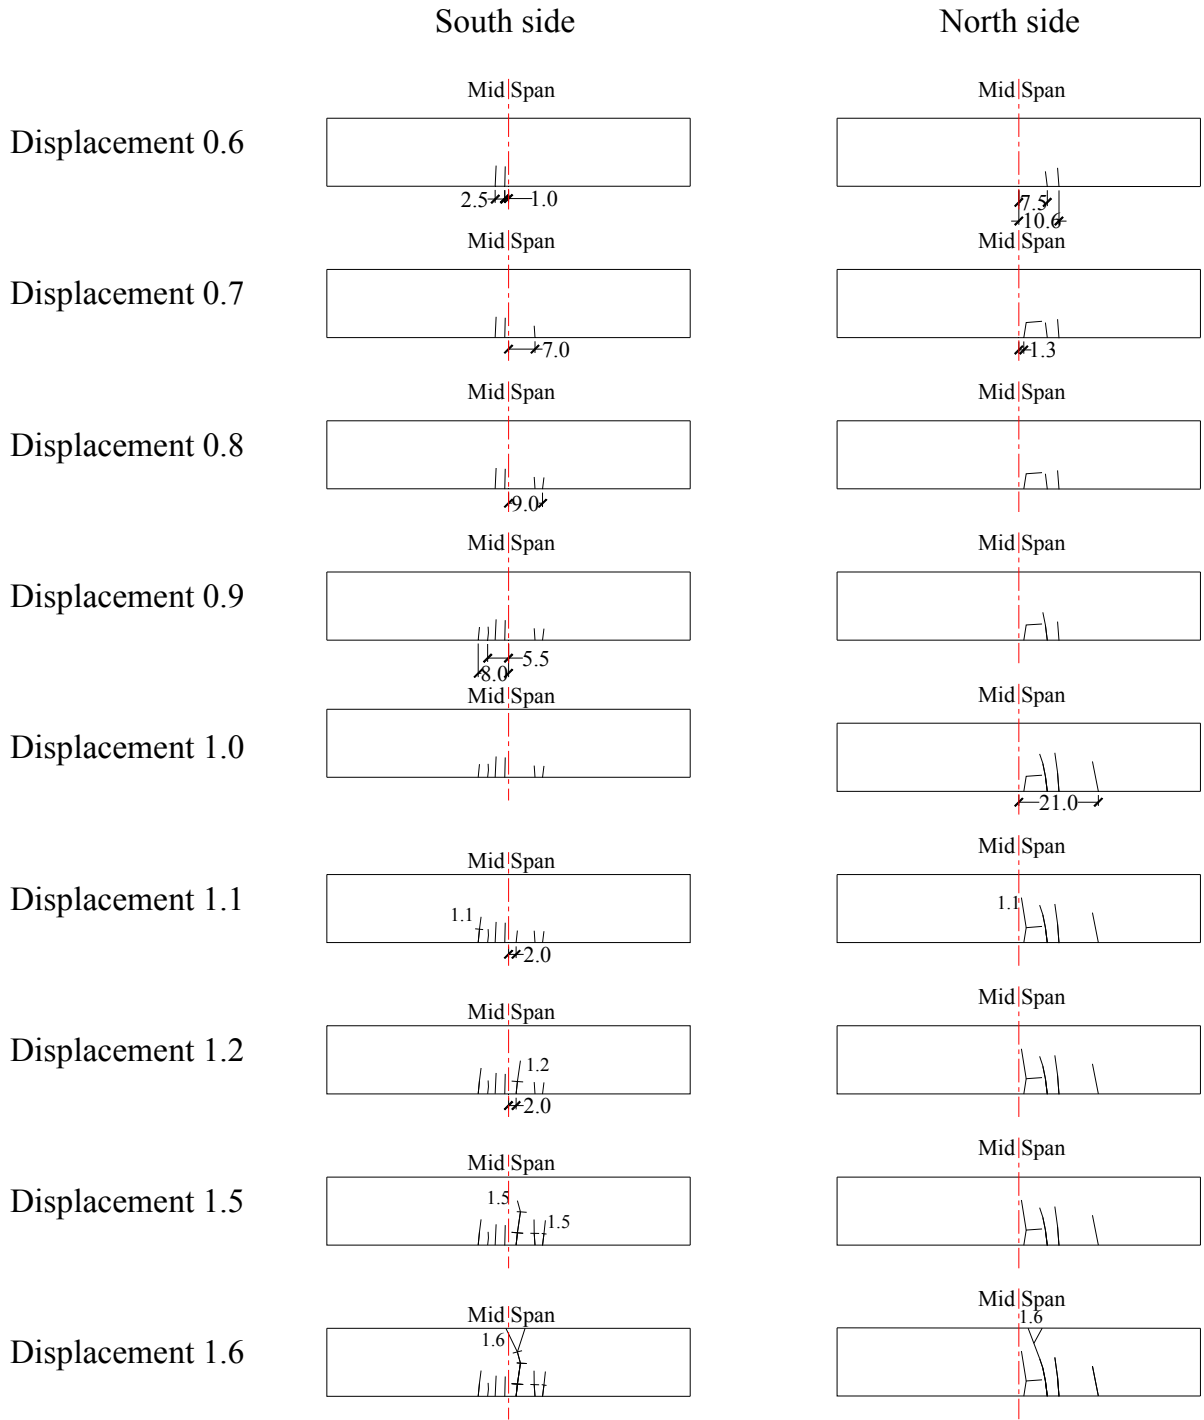 South side North side
Mid Span Mid Span
Displacement 0.6
2.5 1.0 7.5
10.6
Mid Span Mid Span
Displacement 0.7
7.0 1.3
Mid Span Mid Span
Displacement 0.8
9.0
Mid Span Mid Span
Displacement 0.9
5.5
8.0
Mid Span Mid Span
Displacement 1.0
21.0
Mid Span Mid Span
Displacement 1.1
1.1 1.1
2.0
Mid Span Mid Span
Displacement 1.2
1.2
2.0
Mid Span Mid Span
Displacement 1.5
1.5 1.5
Mid Span Mid Span
Displacement 1.6
1.6 1.6